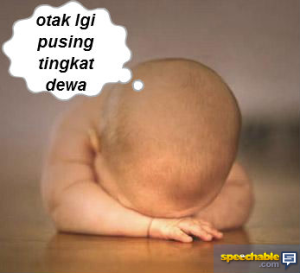 otak lgi
pusing
tingkat
dewa
speechable
.com